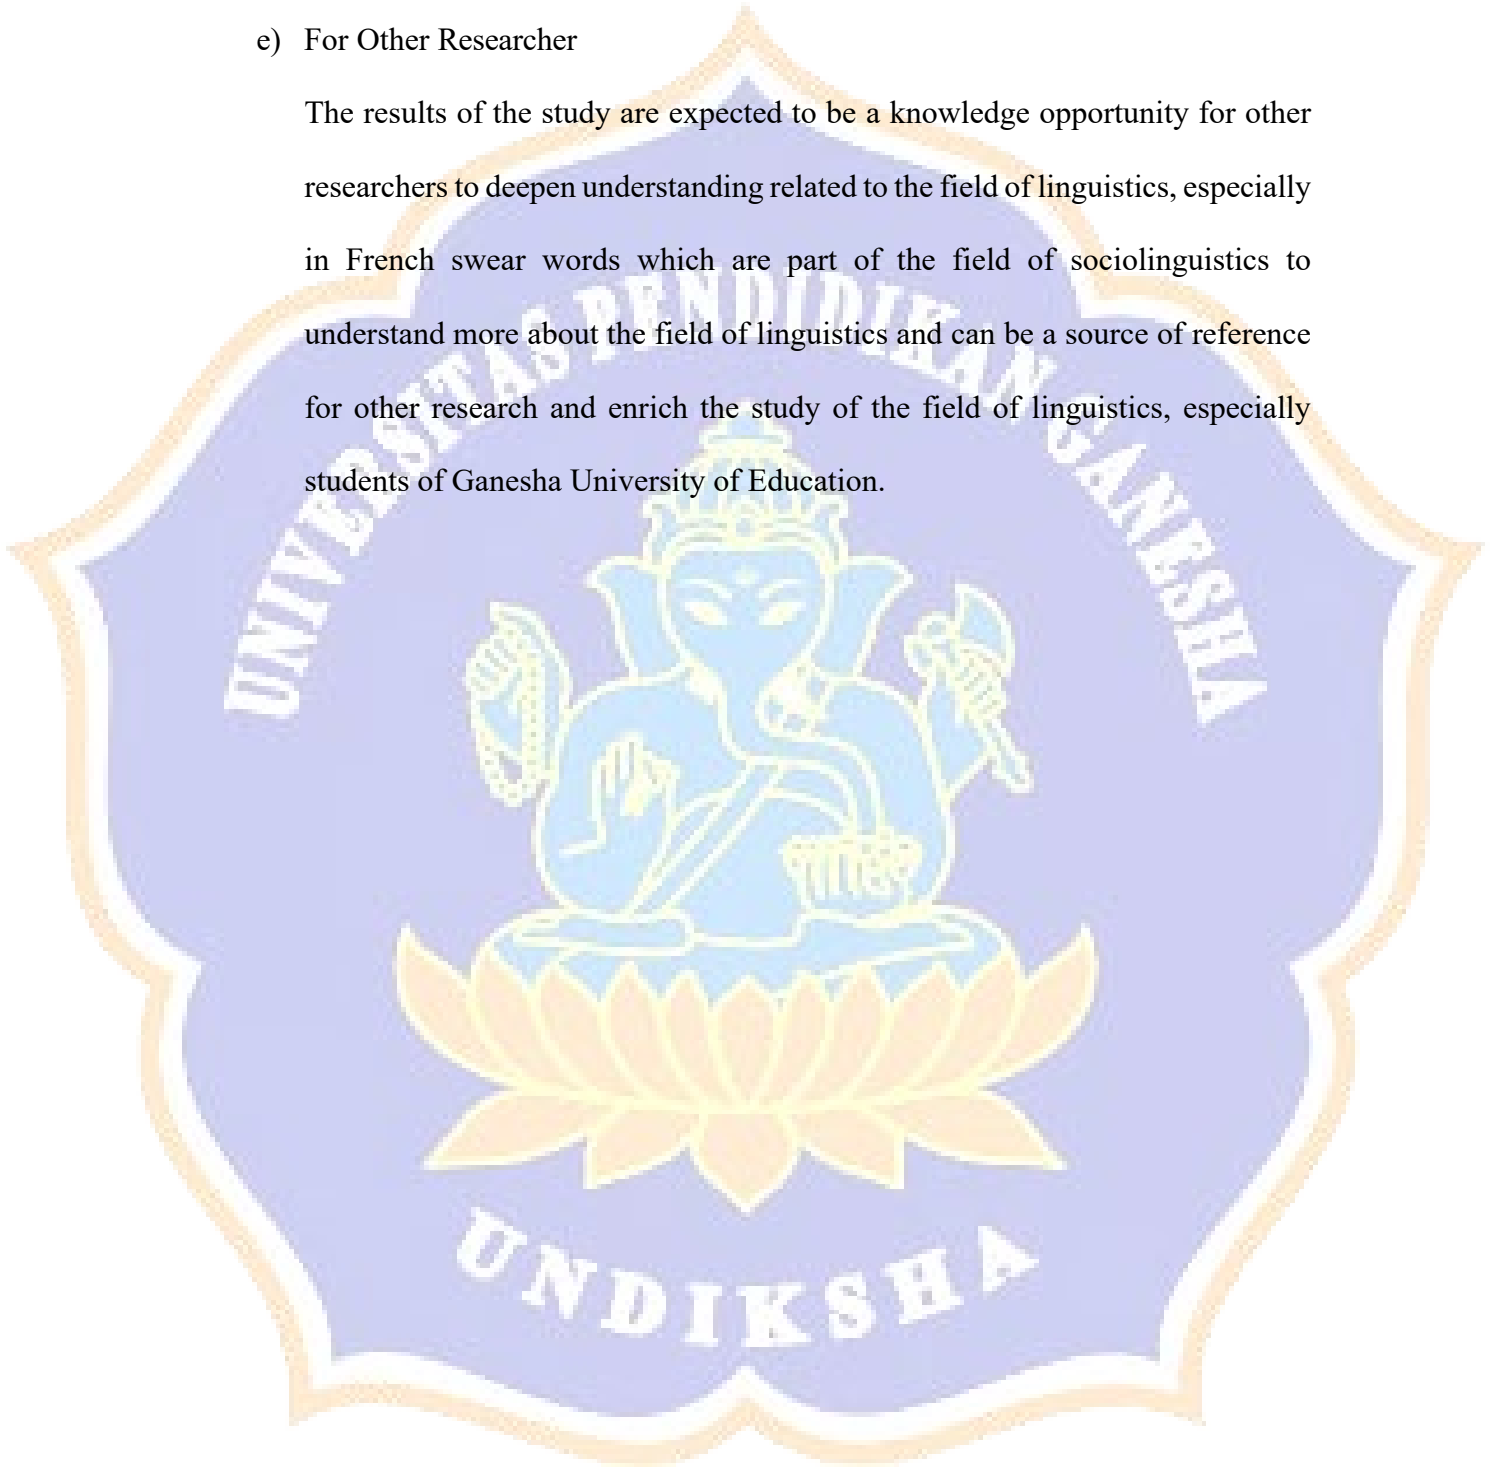 e) For Other Researcher
The results of the study are expected to be a knowledge opportunity for other
researchers to deepen understanding related to the field of linguistics, especially
in French swear words which are part of the field of sociolinguistics to
understand more about the field of linguistics and can be a source of reference
for other research and enrich the study of the field of linguistics, especially
students of Ganesha University of Education.
UNIVERSITAS PENDIDIKAN GANESHA
UNDIKSHA